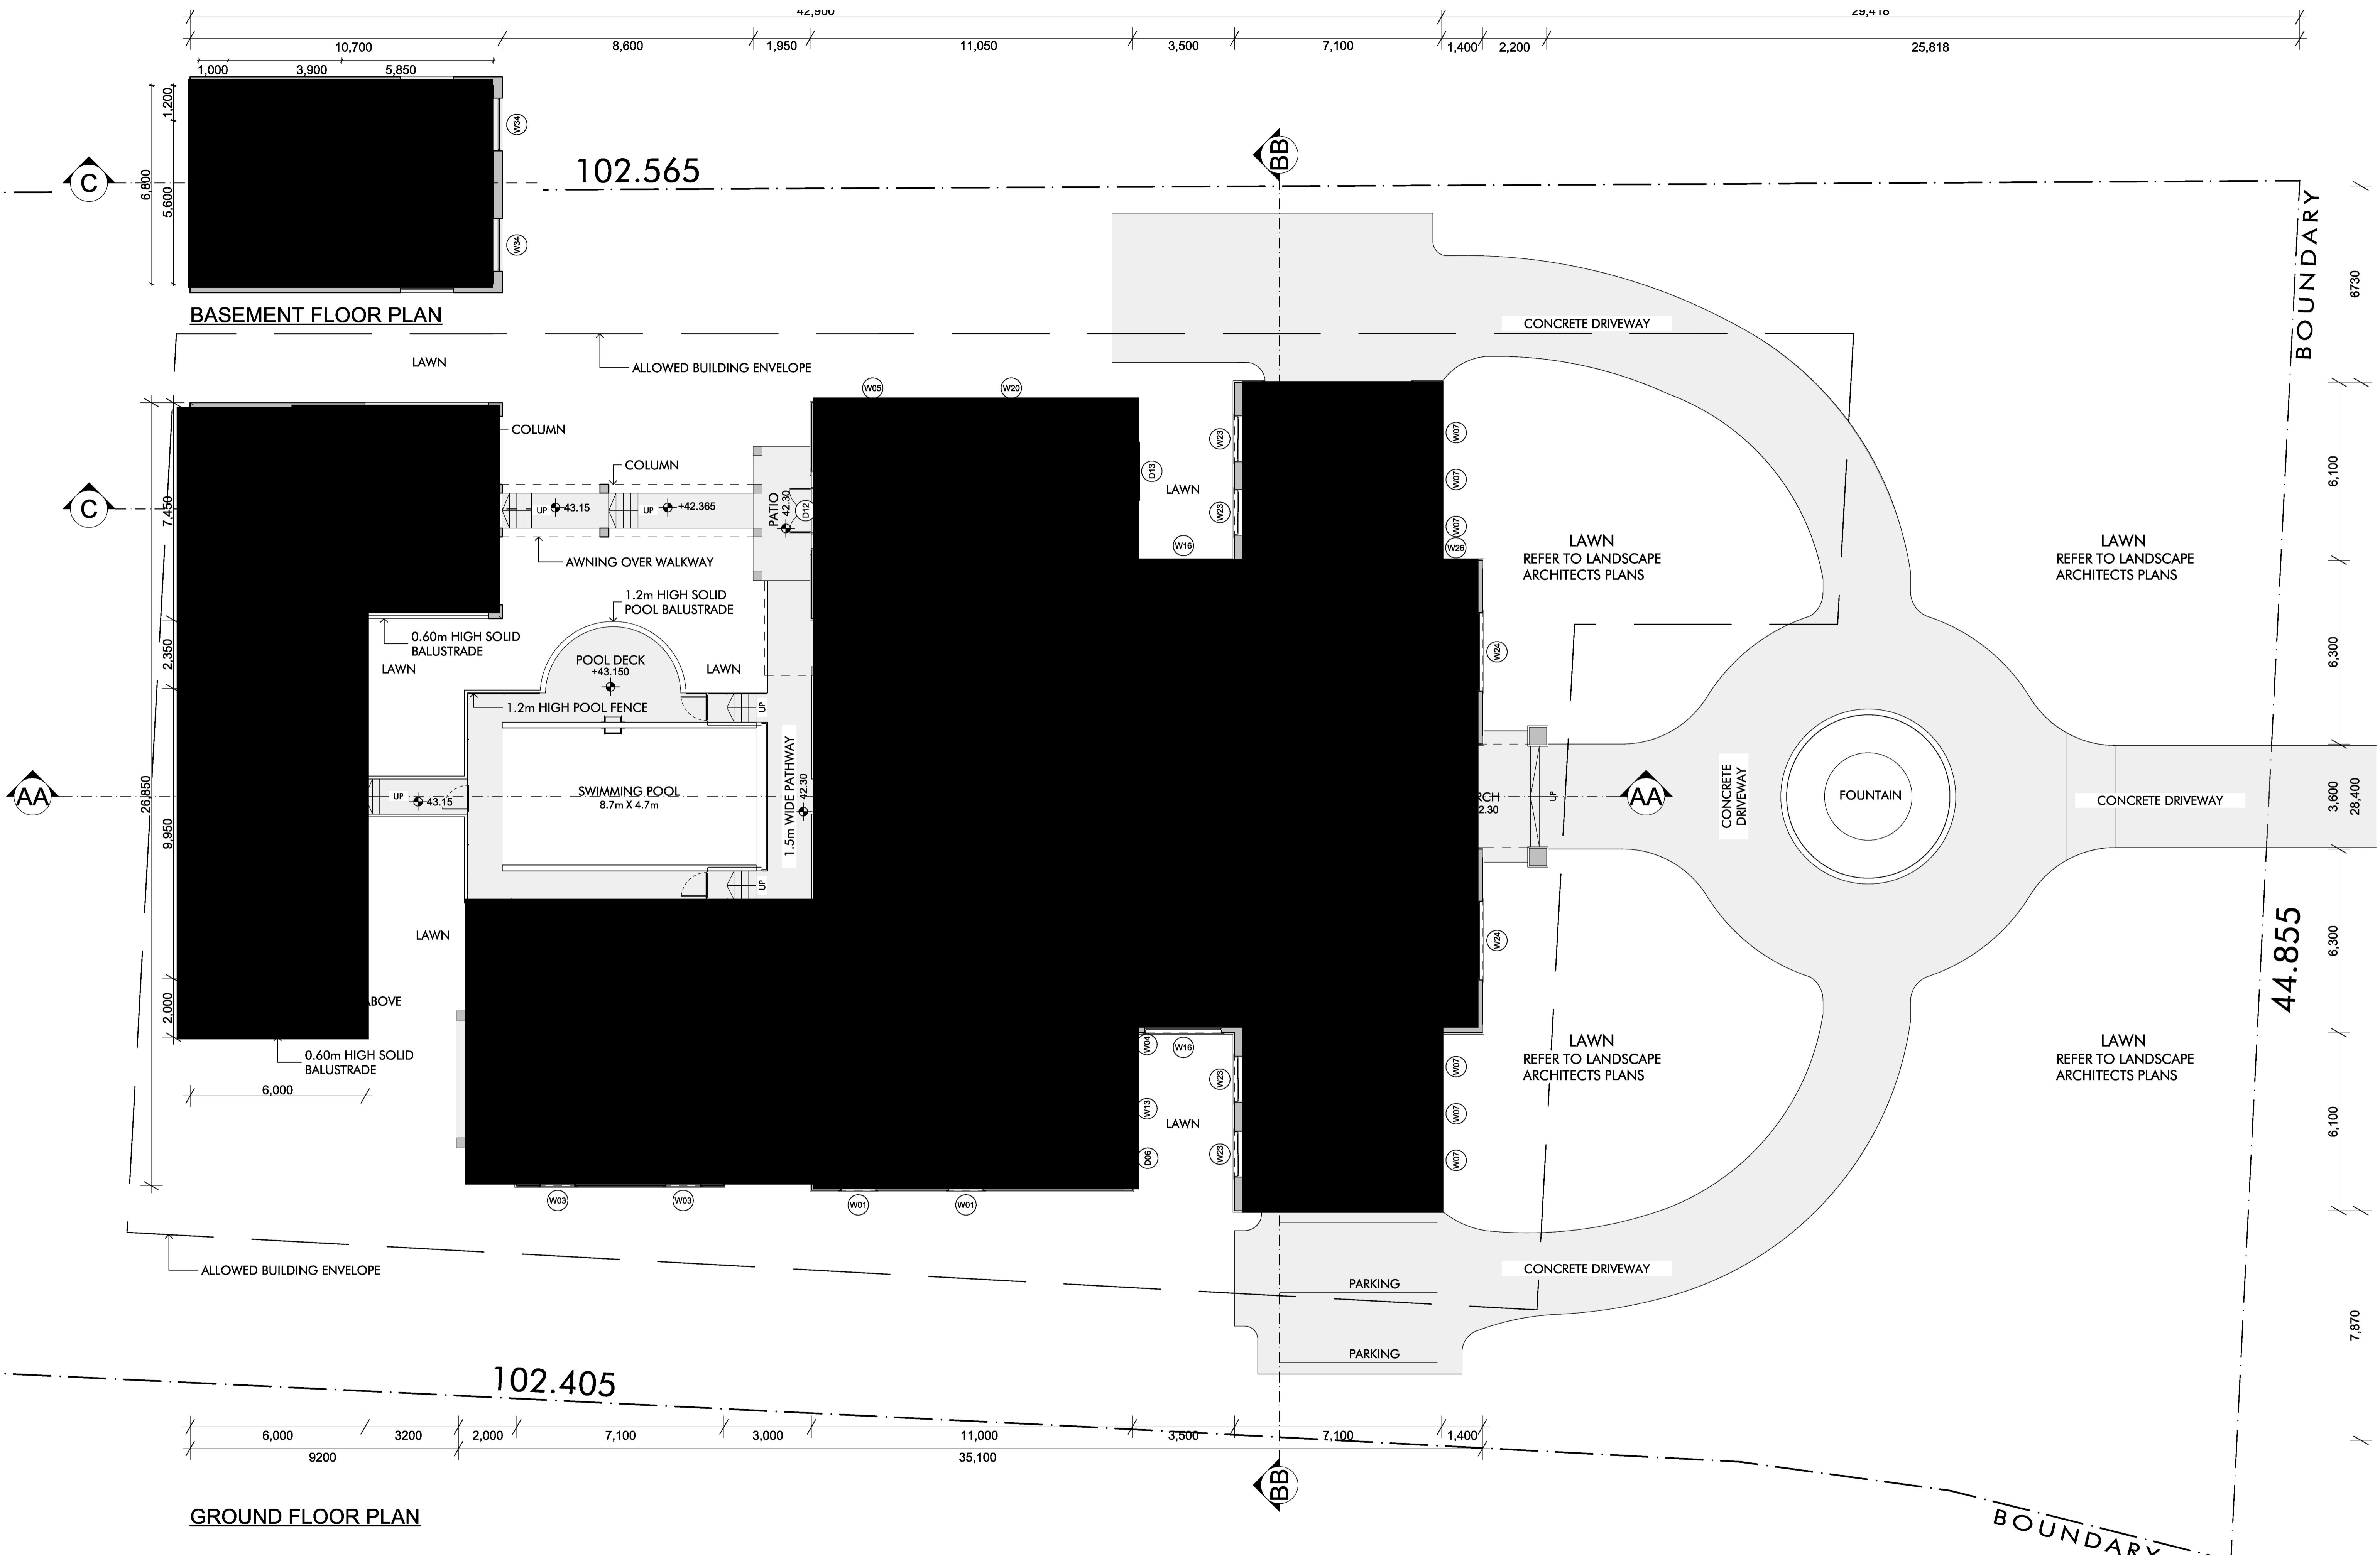 42,900
29,418
10,700
8,600
1,950
11,050
3,500
7,100
1,400
2,200
25,818
1,000
3,900
5,850
1,200
6,800
5,600
W34
W34
C
102.565
BB
BOUNDARY
6730
BASEMENT FLOOR PLAN
CONCRETE DRIVEWAY
LAWN
ALLOWED BUILDING ENVELOPE
W05
W20
COLUMN
COLUMN
W23
W07
D13
W07
LAWN
6,100
C
7,450
UP
43.15
UP
+42.365
PATIO
42.30
D12
W23
W07
W16
W26
AWNING OVER WALKWAY
LAWN
REFER TO LANDSCAPE
ARCHITECTS PLANS
LAWN
REFER TO LANDSCAPE
ARCHITECTS PLANS
1.2m HIGH SOLID
POOL BALUSTRADE
0.60m HIGH SOLID
BALUSTRADE
2,350
LAWN
POOL DECK
+43.150
LAWN
W24
6,300
1.2m HIGH POOL FENCE
UP
1.5m WIDE PATHWAY
42.30
AA
26,850
UP
43.15
SWIMMING POOL
8.7m X 4.7m
RCH
2.30
UP
AA
CONCRETE
DRIVEWAY
FOUNTAIN
CONCRETE DRIVEWAY
3,600
28,400
9,950
UP
LAWN
W24
6,300
44.855
2,000
ABOVE
0.60m HIGH SOLID
BALUSTRADE
W04
W16
LAWN
REFER TO LANDSCAPE
ARCHITECTS PLANS
LAWN
REFER TO LANDSCAPE
ARCHITECTS PLANS
6,000
W23
W07
W13
W07
LAWN
6,100
D06
W23
W07
W03
W03
W01
W01
ALLOWED BUILDING ENVELOPE
CONCRETE DRIVEWAY
PARKING
7,870
PARKING
102.405
6,000
3200
2,000
7,100
3,000
11,000
3,500
7,100
1,400
9200
35,100
BB
GROUND FLOOR PLAN
BOUNDARY